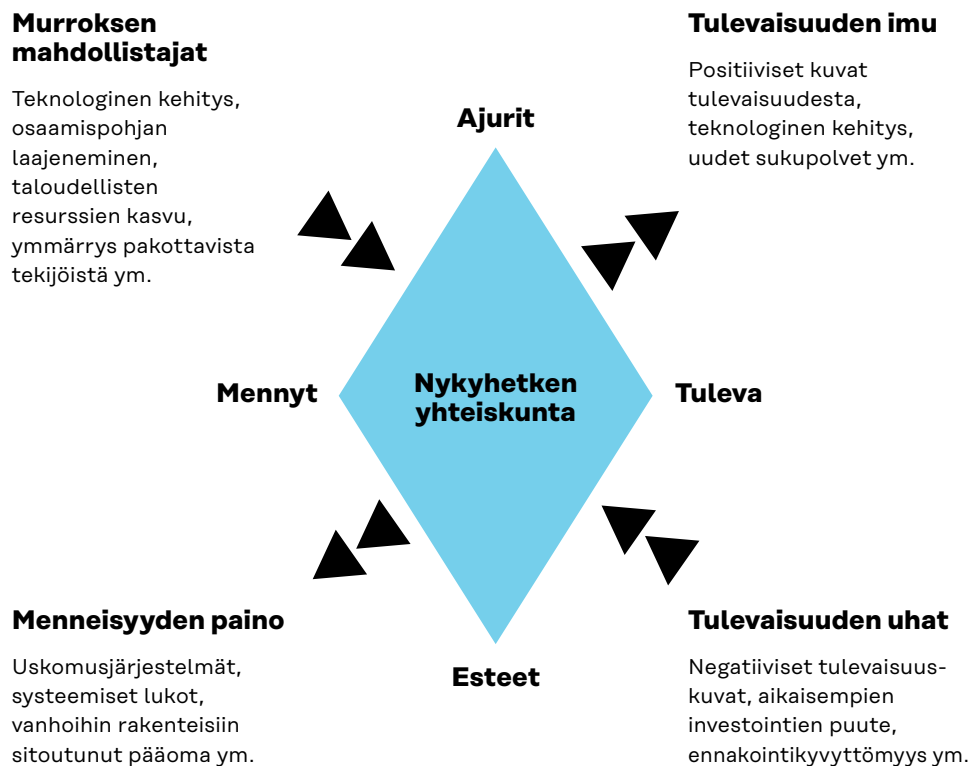 Murroksen
mahdollistajat
Teknologinen kehitys,
osaamispohjan
laajeneminen,
taloudellisten
resurssien kasvu,
ymmärrys pakottavista
tekijöistä ym.
Tulevaisuuden imu
Positiiviset kuvat
tulevaisuudesta,
teknologinen kehitys,
uudet sukupolvet ym.
Ajurit
Mennyt
Nykyhetken
yhteiskunta
Tuleva
Menneisyyden paino
Uskomusjärjestelmät,
systeemiset lukot,
vanhoihin rakenteisiin
sitoutunut pääoma ym.
Esteet
Tulevaisuuden uhat
Negatiiviset tulevaisuus-
kuvat, aikaisempien
investointien puute,
ennakointikyvyttömyys ym.